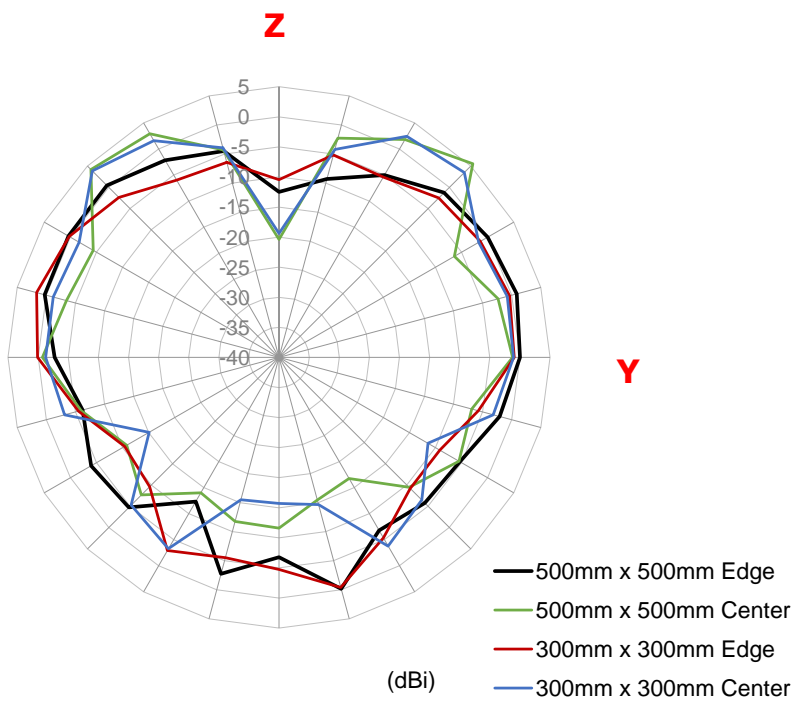 Z
5
0
-5
-10
-15
-20
-25
-30
-35
-40
Y
500mm x 500mm Edge
500mm x 500mm Center
300mm x 300mm Edge
(dBi)
300mm x 300mm Center